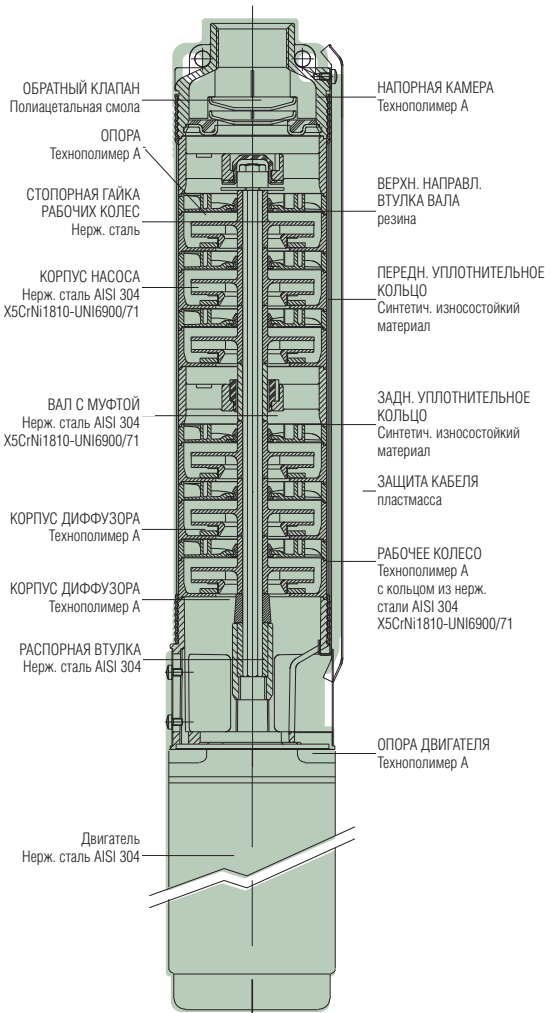 ОБРАТНЫЙ КЛАПАН
Полиацетальная смола
ОПОРА
Технополимер А
СТОПОРНАЯ ГАЙКА
РАБОЧИХ КОЛЕС
Нерж. сталь
КОРПУС НАСОСА
Нерж. сталь AISI 304
X5CrNi1810-UNI6900/71
ВАЛ С МУФТОЙ
Нерж. сталь AISI 304
X5CrNi1810-UNI6900/71
КОРПУС ДИФФУЗОРА
Технополимер А
КОРПУС ДИФФУЗОРА
Технополимер А
РАСПОРНАЯ ВТУЛКА
Нерж. сталь AISI 304
Двигатель
Нерж. сталь AISI 304
НАПОРНАЯ КАМЕРА
Технополимер А
ВЕРХН. НАПРАВЛ.
ВТУЛКА ВАЛА
резина
ПЕРЕДН. УПЛОТНИТЕЛЬНОЕ
КОЛЬЦО
Синтетич. износостойкий
материал
ЗАДН. УПЛОТНИТЕЛЬНОЕ
КОЛЬЦО
Синтетич. износостойкий
материал
ЗАЩИТА КАБЕЛЯ
пластмасса
РАБОЧЕЕ КОЛЕСО
Технополимер А
с кольцом из нерж.
стали AISI 304
X5CrNi1810-UNI6900/71
ОПОРА ДВИГАТЕЛЯ
Технополимер А